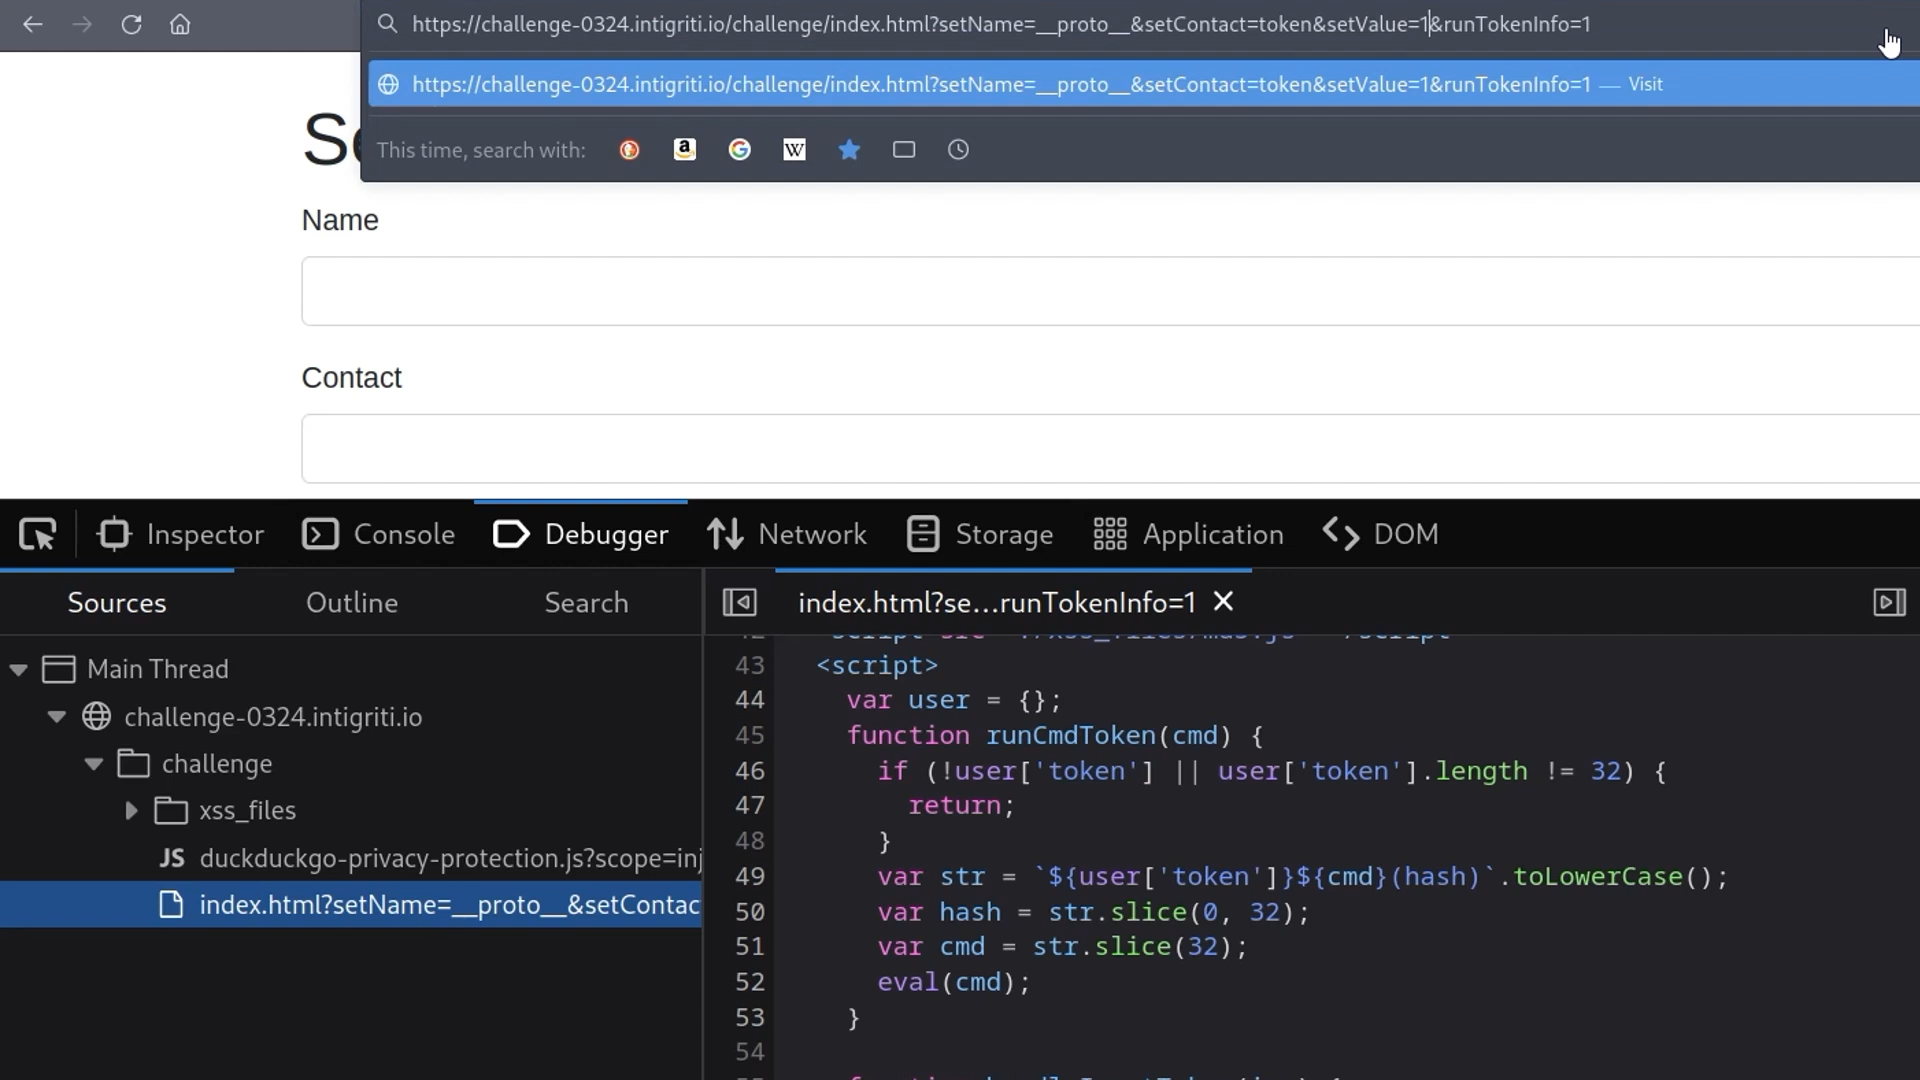 https://challenge-0324.intigriti.io/challenge/index.html?setName=__proto__&setContact=token&setValue=1&runTokenInfo=1
https://challenge-0324.intigriti.io/challenge/index.html?setName=__proto__&setContact=token&setValue=1&runTokenInfo=1 — Visit
This time, search with:
Name
Contact
Inspector Console Debugger Network Storage Application DOM
Sources Outline Search
index.html?se…runTokenInfo=1
Main Thread
challenge-0324.intigriti.io
challenge
xss_files
JS duckduckgo-privacy-protection.js?scope=inj
index.html?setName=__proto__&setContac
43 <script>
44 var user = {};
45 function runCmdToken(cmd) {
46 if (!user['token'] || user['token'].length != 32) {
47 return;
48 }
49 var str = `${user['token']}${cmd}(hash)`.toLowerCase();
50 var hash = str.slice(0, 32);
51 var cmd = str.slice(32);
52 eval(cmd);
53 }
54